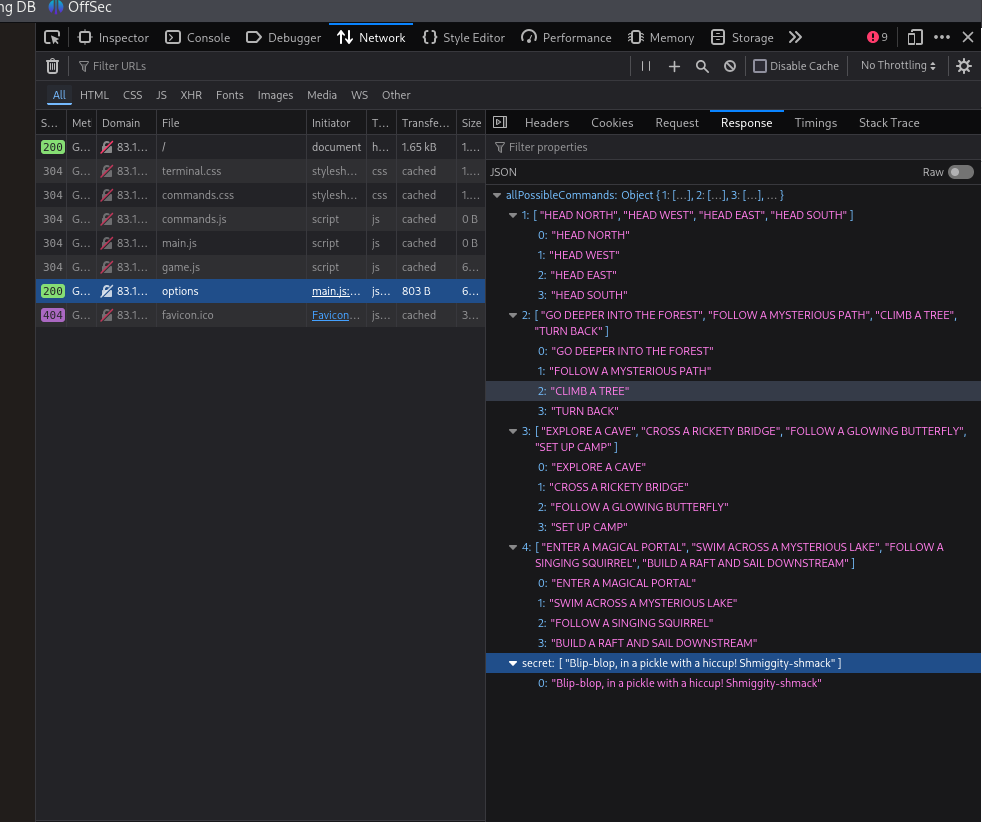 ng DB OffSec
Inspector Console Debugger Network Style Editor Performance Memory Storage 9
Filter URLs Disable Cache No Throttling
All HTML CSS JS XHR Fonts Images Media WS Other
S... Met Domain File Initiator T... Transfe... Size
200 G... 83.1... / document h... 1.65 kB 1....
304 G... 83.1... terminal.css stylesh... css cached 1....
304 G... 83.1... commands.css stylesh... css cached 1....
304 G... 83.1... commands.js script js cached 0 B
304 G... 83.1... main.js script js cached 0 B
304 G... 83.1... game.js script js cached 6...
200 G... 83.1... options main.js:... js... 803 B 6...
404 G... 83.1... favicon.ico Favicon... js... cached 3...
Headers Cookies Request Response Timings Stack Trace
Filter properties
JSON Raw
allPossibleCommands: Object { 1: […], 2: […], 3: […], … }
1: [ "HEAD NORTH", "HEAD WEST", "HEAD EAST", "HEAD SOUTH" ]
0: "HEAD NORTH"
1: "HEAD WEST"
2: "HEAD EAST"
3: "HEAD SOUTH"
2: [ "GO DEEPER INTO THE FOREST", "FOLLOW A MYSTERIOUS PATH", "CLIMB A TREE",
"TURN BACK" ]
0: "GO DEEPER INTO THE FOREST"
1: "FOLLOW A MYSTERIOUS PATH"
2: "CLIMB A TREE"
3: "TURN BACK"
3: [ "EXPLORE A CAVE", "CROSS A RICKETY BRIDGE", "FOLLOW A GLOWING BUTTERFLY",
"SET UP CAMP" ]
0: "EXPLORE A CAVE"
1: "CROSS A RICKETY BRIDGE"
2: "FOLLOW A GLOWING BUTTERFLY"
3: "SET UP CAMP"
4: [ "ENTER A MAGICAL PORTAL", "SWIM ACROSS A MYSTERIOUS LAKE", "FOLLOW A
SINGING SQUIRREL", "BUILD A RAFT AND SAIL DOWNSTREAM" ]
0: "ENTER A MAGICAL PORTAL"
1: "SWIM ACROSS A MYSTERIOUS LAKE"
2: "FOLLOW A SINGING SQUIRREL"
3: "BUILD A RAFT AND SAIL DOWNSTREAM"
secret: [ "Blip-blop, in a pickle with a hiccup! Shmiggity-shmack" ]
0: "Blip-blop, in a pickle with a hiccup! Shmiggity-shmack"